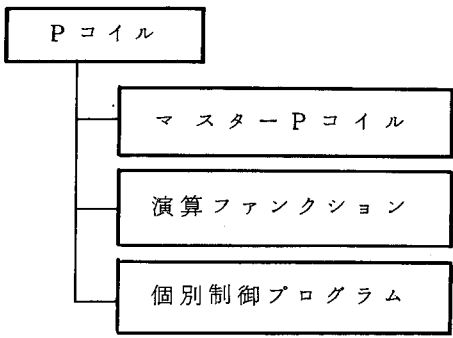 Pコイル
マスターPコイル
演算ファンクション
個別制御プログラム